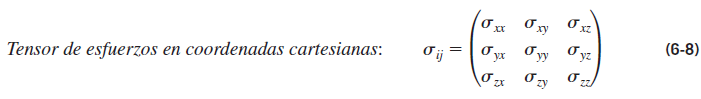 Tensor de esfuerzos en coordenadas cartesianas: σij = (σxx σxy σxz
σyx σyy σyz
σzx σzy σzz) (6-8)